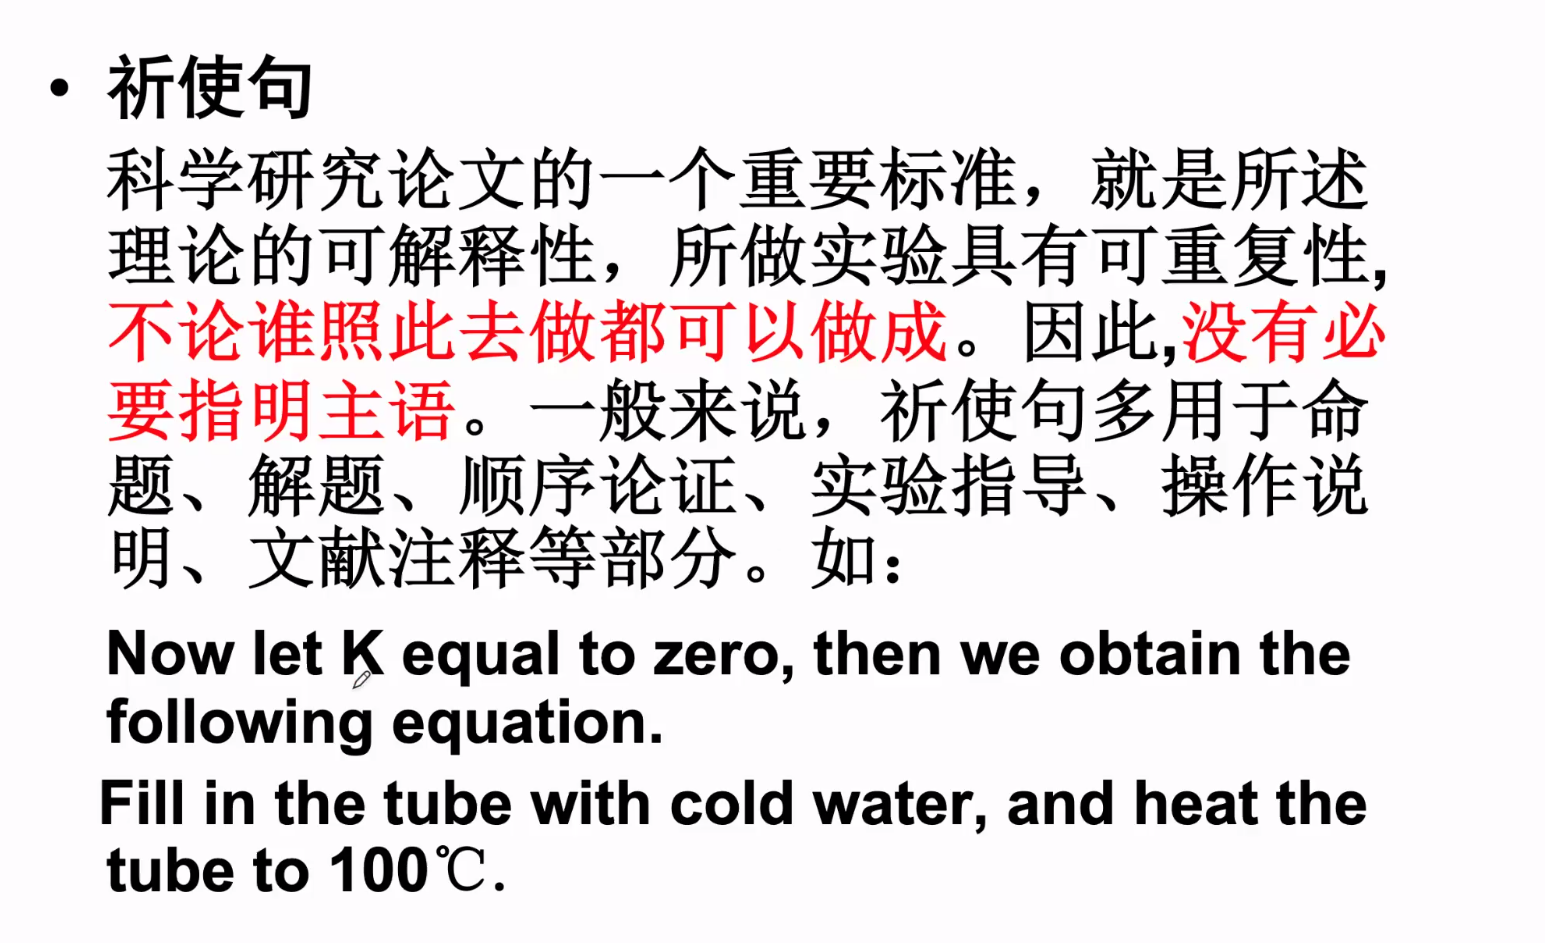 • 祈使句
科学研究论文的一个重要标准，就是所述
理论的可解释性，所做实验具有可重复性,
不论谁照此去做都可以做成。因此,没有必
要指明主语。一般来说，祈使句多用于命
题、解题、顺序论证、实验指导、操作说
明、文献注释等部分。如：
Now let K equal to zero, then we obtain the
following equation.
Fill in the tube with cold water, and heat the
tube to 100℃.